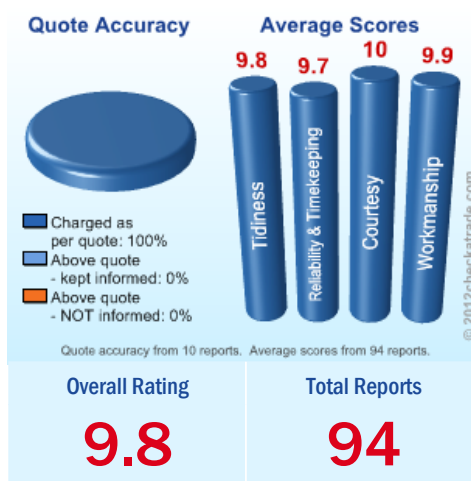 Quote Accuracy
Charged as
per quote: 100%
Above quote
- kept informed: 0%
Above quote
- NOT informed: 0%
Average Scores
9.8
9.7
10
9.9
Tidiness
Reliability & Timekeeping
Courtesy
Workmanship
© 2012checkatrade.com
Quote accuracy from 10 reports. Average scores from 94 reports.
Overall Rating
9.8
Total Reports
94